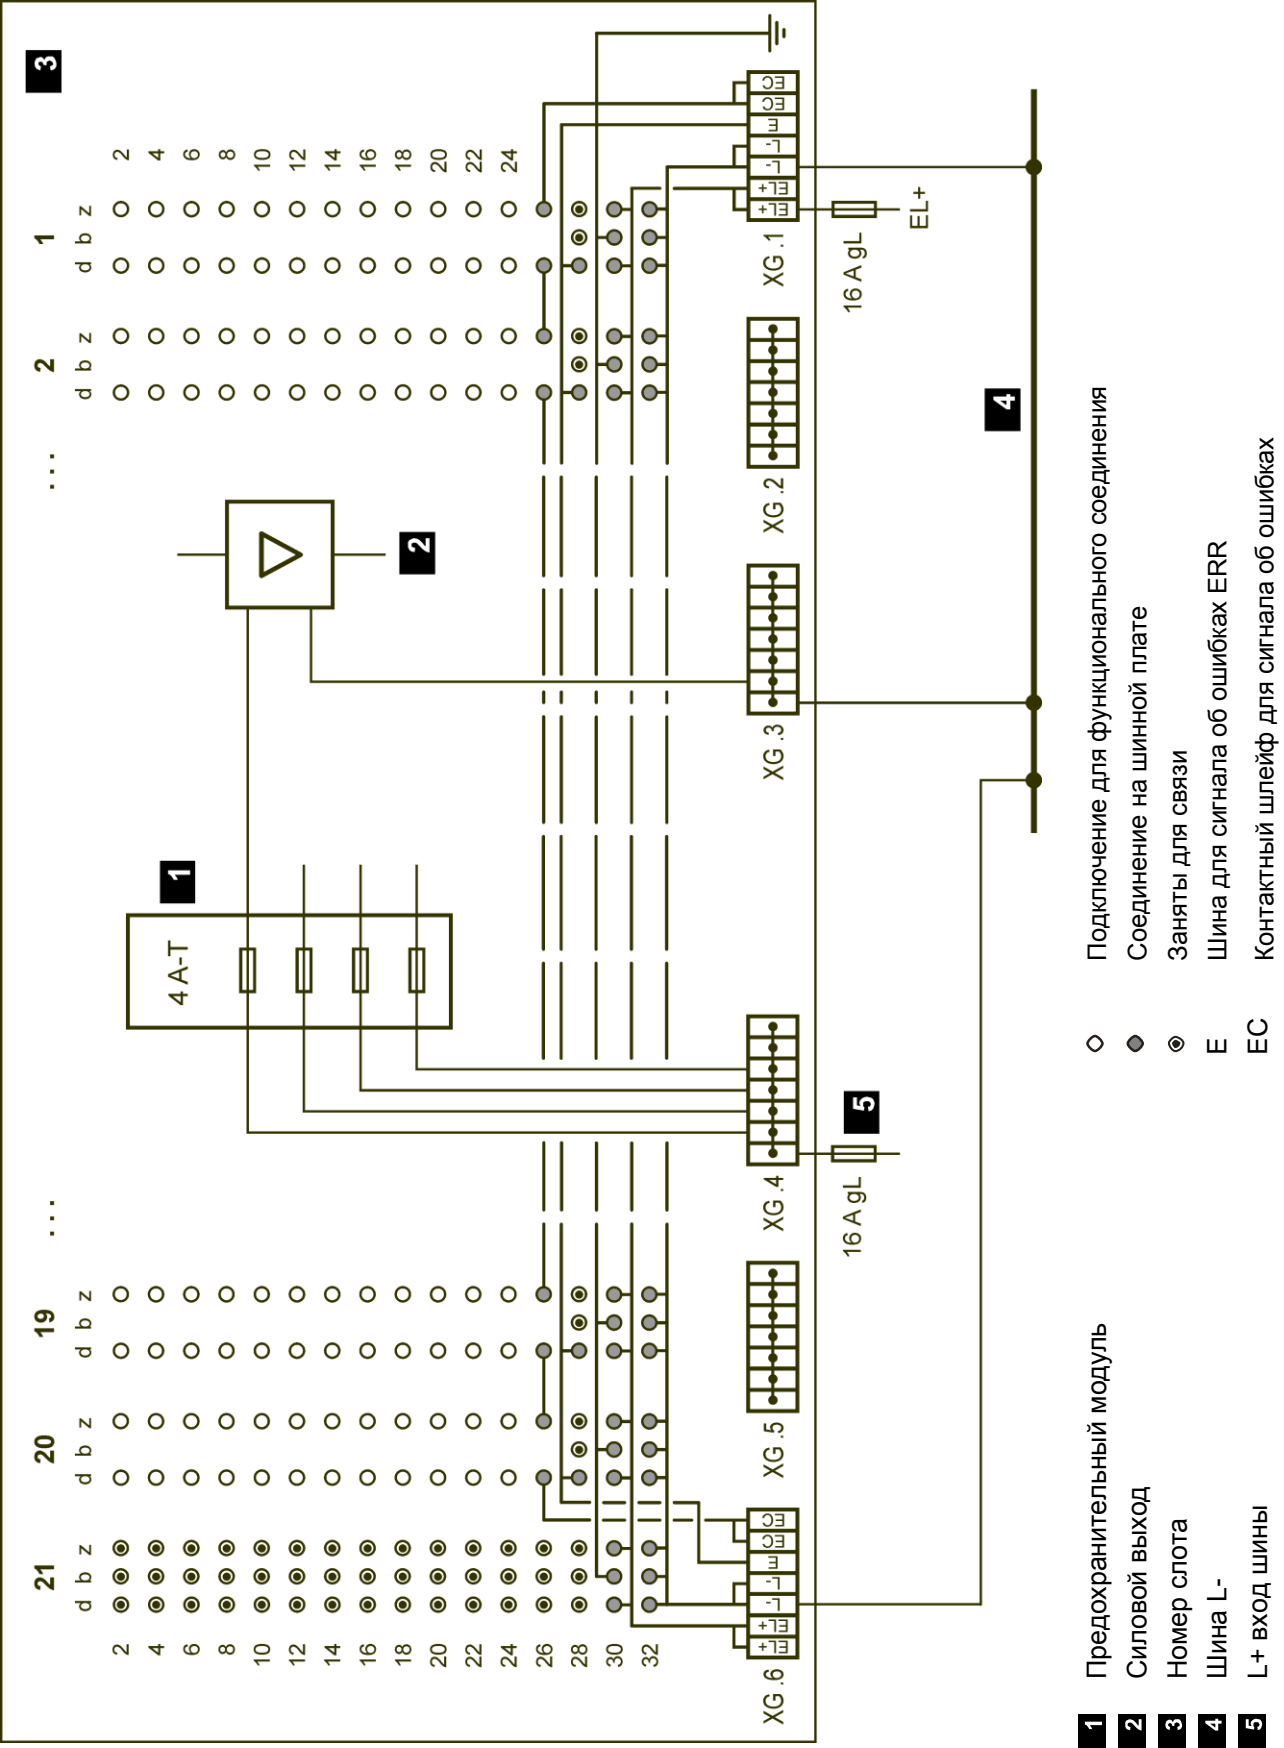 21 20 19 ... ... 2 1 3
d b z d b z d b z d b z d b z
2 2
4 4
6 6
1
4 A-T
8 8
10 10
12 12
14 14
16 16
2
18 18
20 20
22 22
24 24
26
28
30
32
XG .6 EL+ EL+ L- L- E EC EC XG .5 XG .4 XG .3 XG .2 XG .1 EL+ EL+ L- L- E EC EC
16 A gL 5 16 A gL
EL+
4
1 Предохранительный модуль
2 Силовой выход
3 Номер слота
4 Шина L-
5 L+ вход шины
Подключение для функционального соединения
Соединение на шинной плате
Заняты для связи
E Шина для сигнала об ошибках ERR
EC Контактный шлейф для сигнала об ошибках